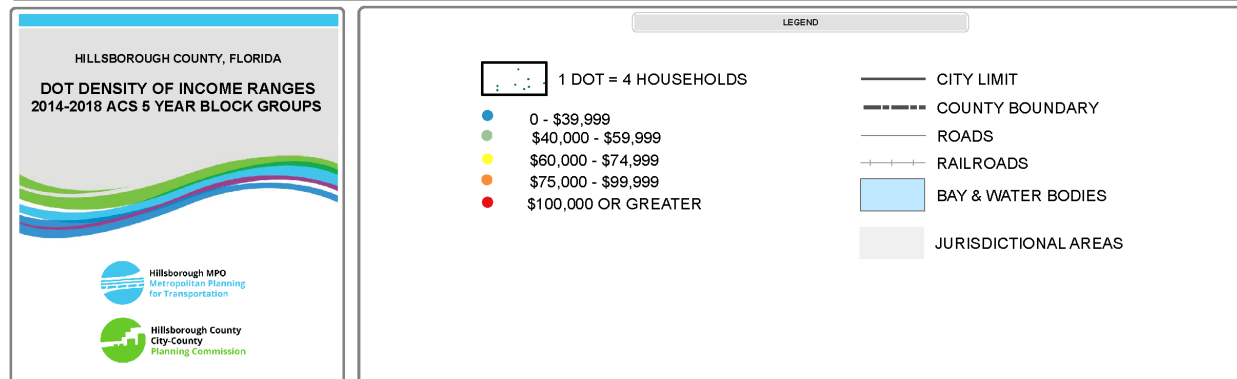 HILLSBOROUGH COUNTY, FLORIDA
DOT DENSITY OF INCOME RANGES
2014-2018 ACS 5 YEAR BLOCK GROUPS
Hillsborough MPO
Metropolitan Planning
for Transportation
Hillsborough County
City-County
Planning Commission
LEGEND
1 DOT = 4 HOUSEHOLDS
0 - $39,999
$40,000 - $59,999
$60,000 - $74,999
$75,000 - $99,999
$100,000 OR GREATER
CITY LIMIT
COUNTY BOUNDARY
ROADS
RAILROADS
BAY & WATER BODIES
JURISDICTIONAL AREAS